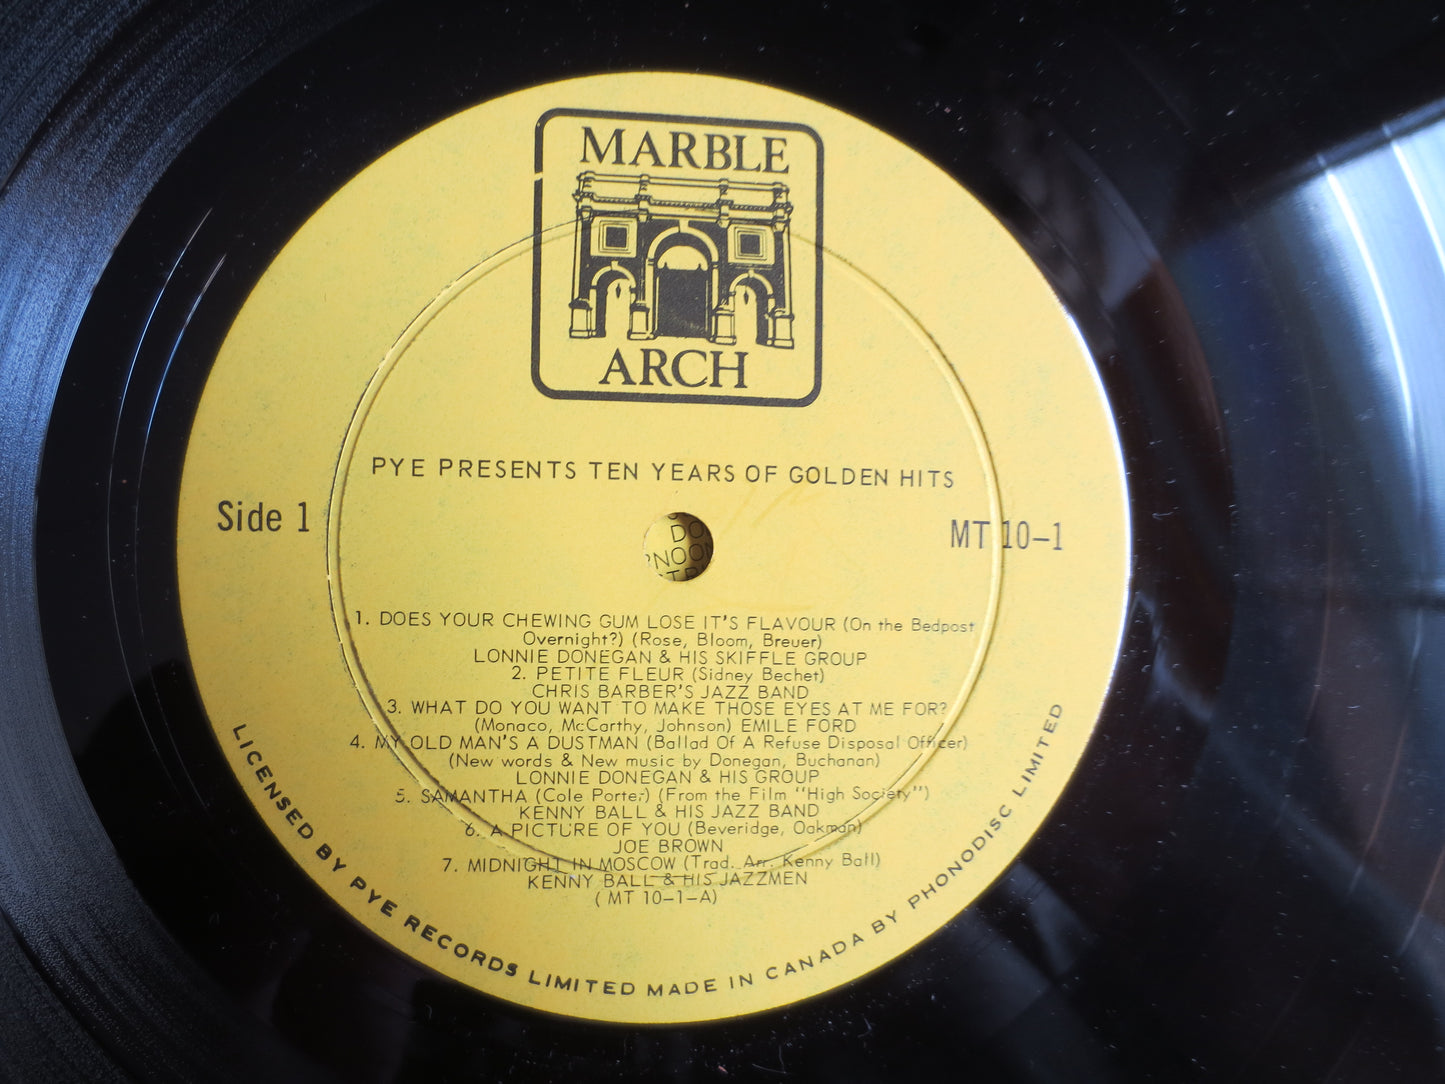 MARBLE
ARCH
PYE PRESENTS TEN YEARS OF GOLDEN HITS
Side 1
MT 10-1
DO
NOON
1. DOES YOUR CHEWING GUM LOSE IT'S FLAVOUR (On the Bedpost
Overnight?) (Rose, Bloom, Breuer)
LONNIE DONEGAN & HIS SKIFFLE GROUP
2. PETITE FLEUR (Sidney Bechet)
CHRIS BARBER'S JAZZ BAND
3. WHAT DO YOU WANT TO MAKE THOSE EYES AT ME FOR?
(Monaco, McCarthy, Johnson) EMILE FORD
4. MY OLD MAN'S A DUSTMAN (Ballad Of A Refuse Disposal Officer)
(New words & New music by Donegan, Buchanan)
LONNIE DONEGAN & HIS GROUP
5. SAMANTHA (Cole Porter) (From the Film "High Society")
KENNY BALL & HIS JAZZ BAND
6. A PICTURE OF YOU (Beveridge, Oakman)
JOE BROWN
7. MIDNIGHT IN MOSCOW (Trad. Arr. Kenny Ball)
KENNY BALL & HIS JAZZMEN
(MT 10-1-A)
LICENSED BY PYE RECORDS LIMITED MADE IN CANADA BY PHONODISC LIMITED